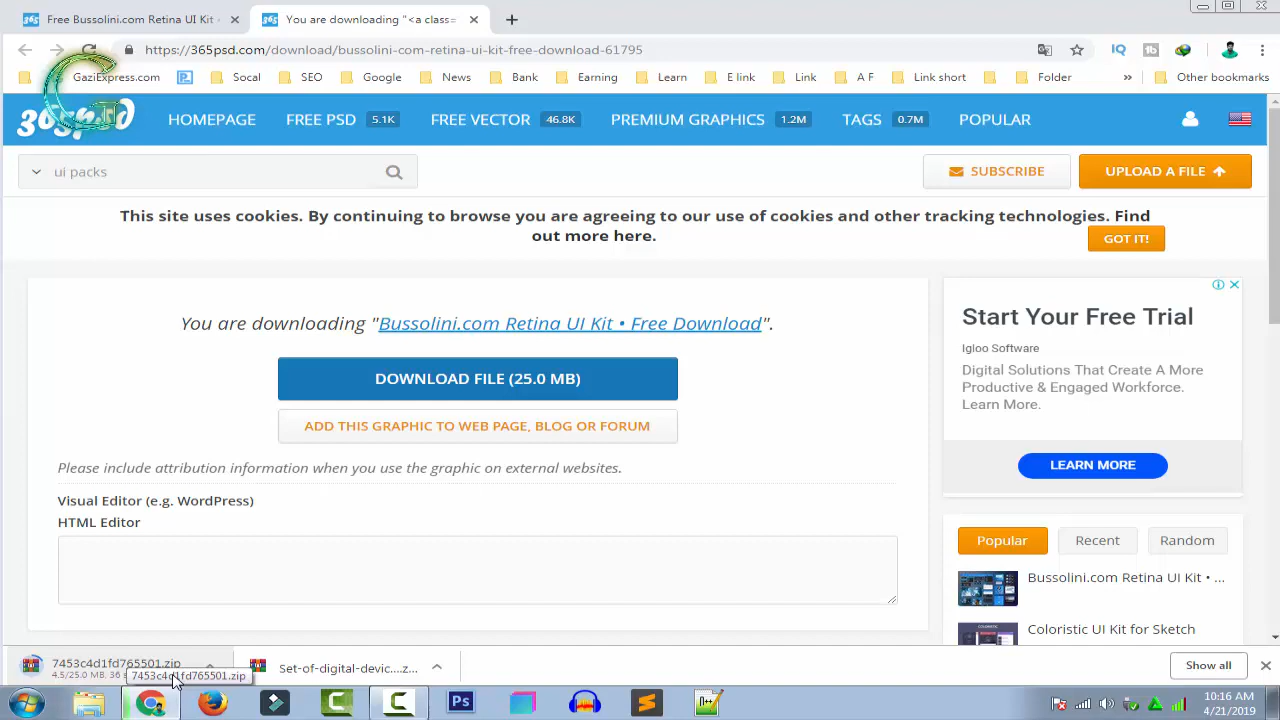 Free Bussolini.com Retina UI Kit
You are downloading "<a class=
https://365psd.com/download/bussolini-com-retina-ui-kit-free-download-61795
IQ
GaziExpress.com
Socal
SEO
Google
News
Bank
Earning
Learn
E link
Link
A F
Link short
Folder
»
Other bookmarks
365psd
HOMEPAGE
FREE PSD 5.1K
FREE VECTOR 46.8K
PREMIUM GRAPHICS 1.2M
TAGS 0.7M
POPULAR
ui packs
SUBSCRIBE
UPLOAD A FILE
This site uses cookies. By continuing to browse you are agreeing to our use of cookies and other tracking technologies. Find
out more here.
GOT IT!
You are downloading "Bussolini.com Retina UI Kit • Free Download".
DOWNLOAD FILE (25.0 MB)
ADD THIS GRAPHIC TO WEB PAGE, BLOG OR FORUM
Please include attribution information when you use the graphic on external websites.
Visual Editor (e.g. WordPress)
HTML Editor
Start Your Free Trial
Igloo Software
Digital Solutions That Create A More
Productive & Engaged Workforce.
Learn More.
LEARN MORE
Popular
Recent
Random
Bussolini.com Retina UI Kit • ...
Coloristic UI Kit for Sketch
7453c4d1fd765501.zip
4.5/25.0 MB, 36
7453c4d1fd765501.zip
Set-of-digital-devic....z...
Show all
Ps
10:16 AM
4/21/2019